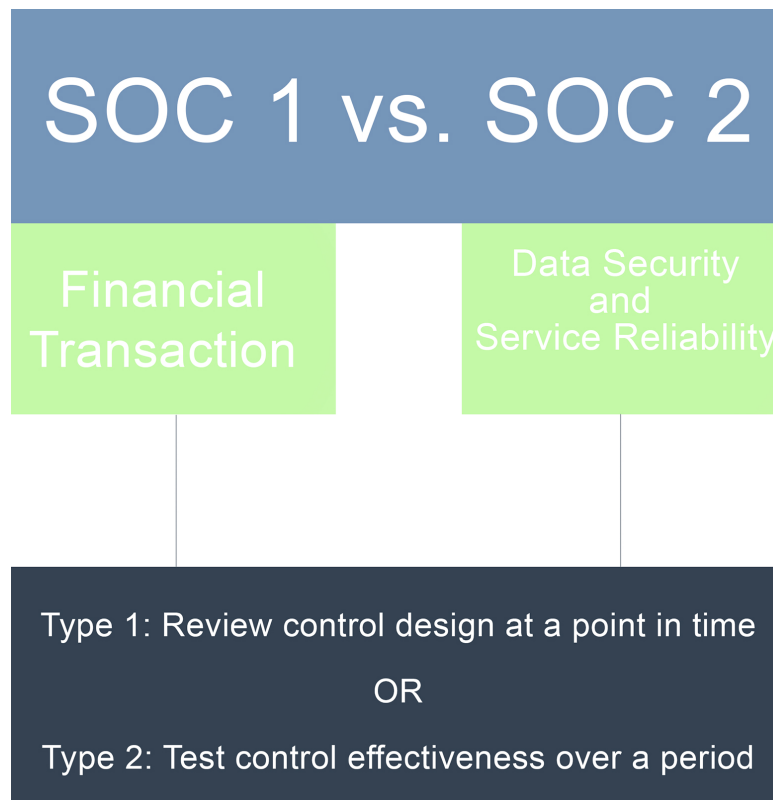 SOC 1 vs. SOC 2
Financial
Transaction
Data Security
and
Service Reliability
Type 1: Review control design at a point in time
OR
Type 2: Test control effectiveness over a period